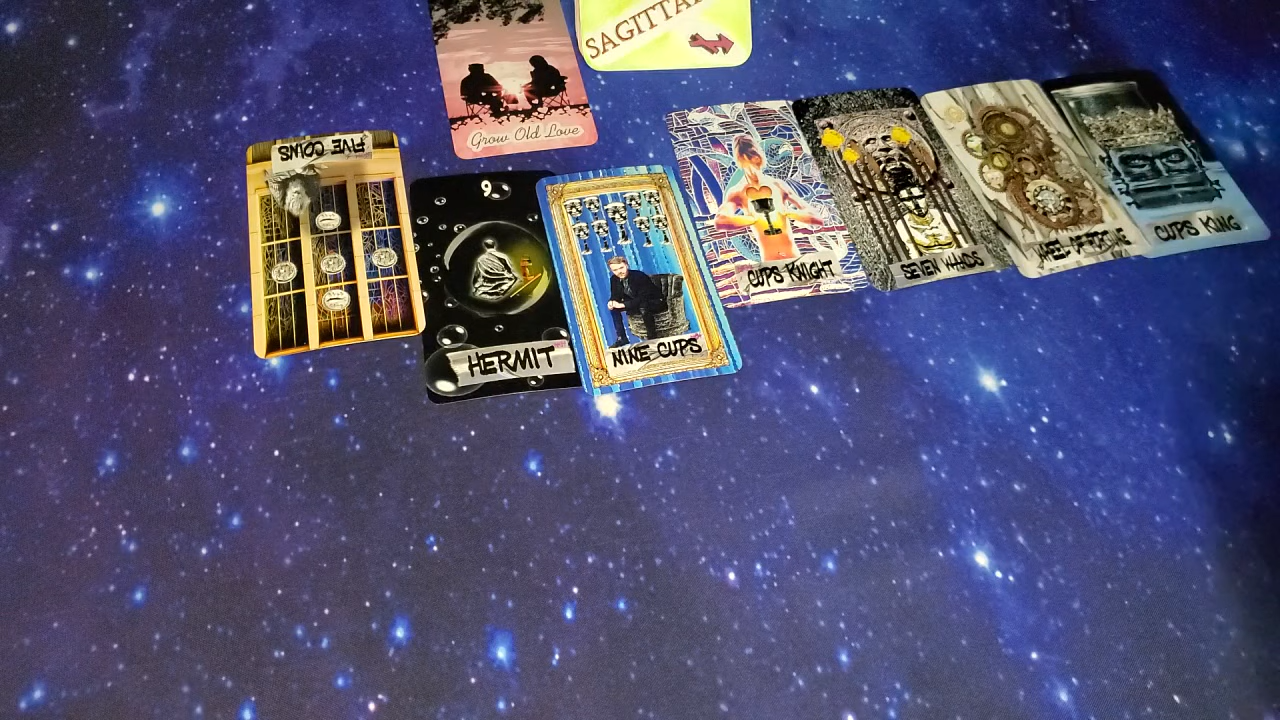 SAGITTA
Grow Old Love
FIVE COINS
9
HERMIT
NINE CUPS
CUPS KNIGHT
SEVEN WANDS
WHEEL OF FORTUNE
CUPS KING